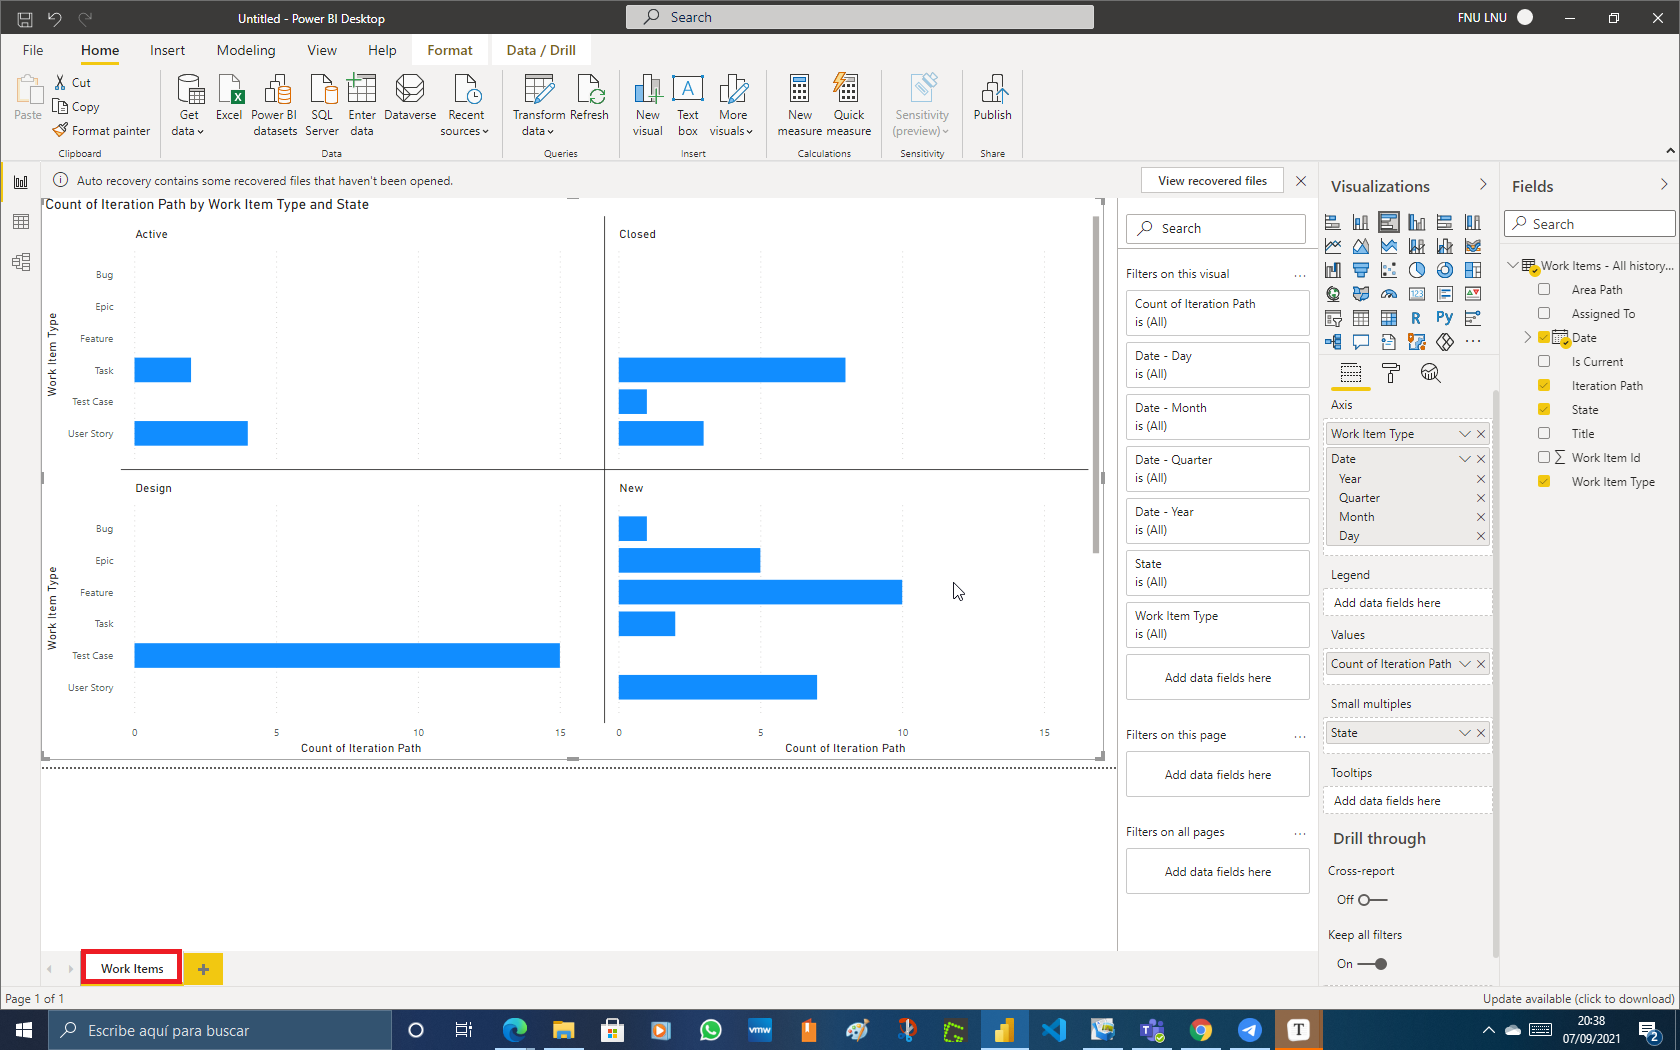 Untitled - Power BI Desktop
Search
FNU LNU
File Home Insert Modeling View Help Format Data / Drill
Paste
Cut
Copy
Format painter
Clipboard
Get data
Excel
Power BI datasets
SQL Server
Enter data
Dataverse
Recent sources
Data
Transform data
Refresh
Queries
New visual
Text box
More visuals
Insert
New measure
Quick measure
Calculations
Sensitivity (preview)
Sensitivity
Publish
Share
Auto recovery contains some recovered files that haven't been opened.
View recovered files
Count of Iteration Path by Work Item Type and State
Active
Work Item Type
Bug
Epic
Feature
Task
Test Case
User Story
Closed
Design
Work Item Type
Bug
Epic
Feature
Task
Test Case
User Story
New
0 5 10 15
Count of Iteration Path
0 5 10 15
Count of Iteration Path
Search
Filters on this visual
Count of Iteration Path
is (All)
Date - Day
is (All)
Date - Month
is (All)
Date - Quarter
is (All)
Date - Year
is (All)
State
is (All)
Work Item Type
is (All)
Add data fields here
Filters on this page
Add data fields here
Filters on all pages
Add data fields here
Visualizations
123
R
Py
Axis
Work Item Type
Date
Year
Quarter
Month
Day
Legend
Add data fields here
Values
Count of Iteration Path
Small multiples
State
Tooltips
Add data fields here
Drill through
Cross-report
Off
Keep all filters
On
Fields
Search
Work Items - All history...
Area Path
Assigned To
Date
Is Current
Iteration Path
State
Title
Work Item Id
Work Item Type
Work Items
Page 1 of 1
Update available (click to download)
Escribe aquí para buscar
vmw
T
20:38
07/09/2021
2